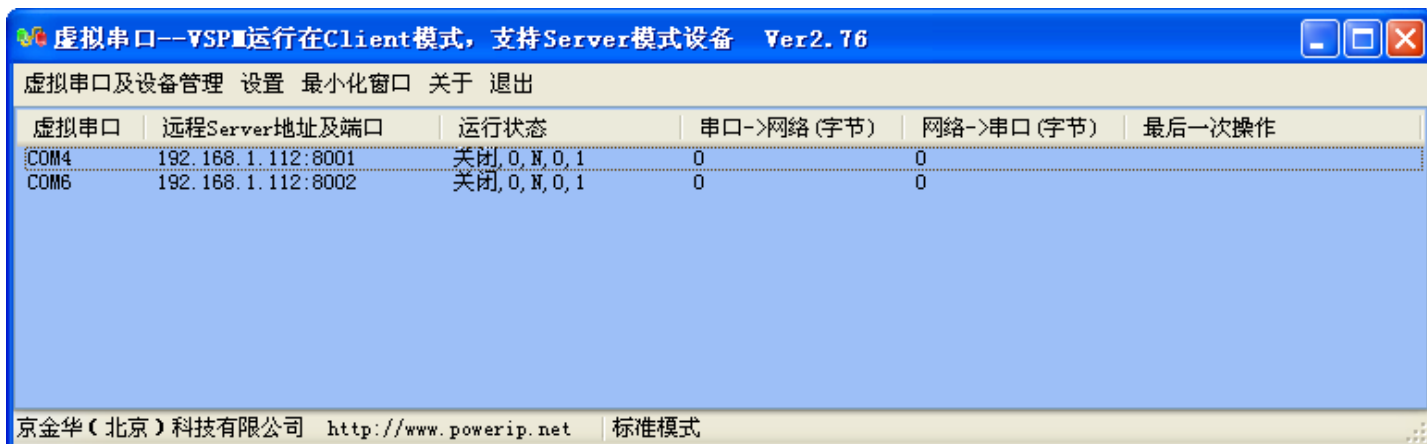 虚拟串口--VSPM运行在Client模式，支持Server模式设备 Ver2.76
虚拟串口及设备管理 设置 最小化窗口 关于 退出
虚拟串口 远程Server地址及端口 运行状态 串口->网络(字节) 网络->串口(字节) 最后一次操作
COM4 192.168.1.112:8001 关闭,0,N,0,1 0 0
COM6 192.168.1.112:8002 关闭,0,N,0,1 0 0
京金华(北京)科技有限公司 http://www.powerip.net 标准模式